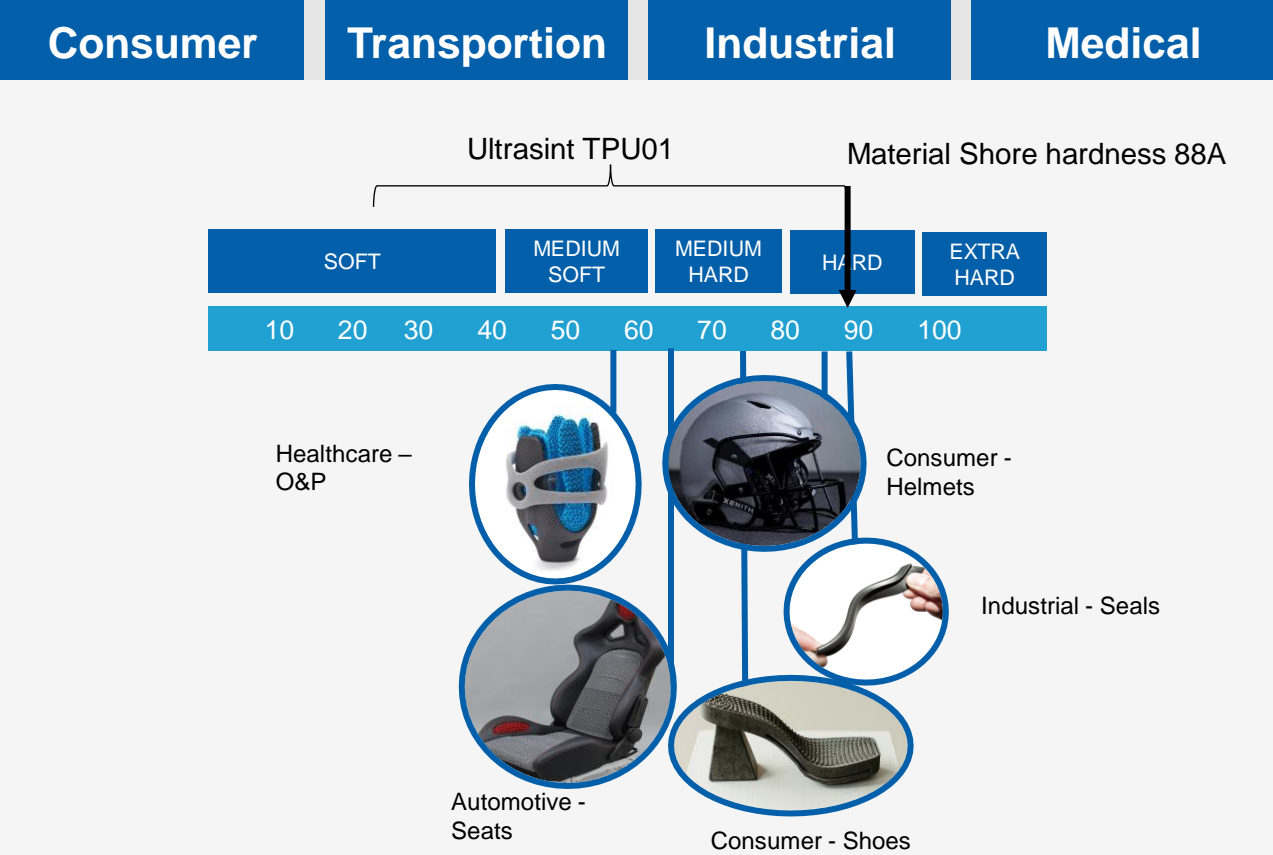 Consumer
Transportion
Industrial
Medical
Ultrasint TPU01
Material Shore hardness 88A
SOFT
MEDIUM
SOFT
MEDIUM
HARD
HARD
EXTRA
HARD
10 20 30 40 50 60 70 80 90 100
Healthcare –
O&P
XENITH
Consumer -
Helmets
Industrial - Seals
Automotive -
Seats
Consumer - Shoes